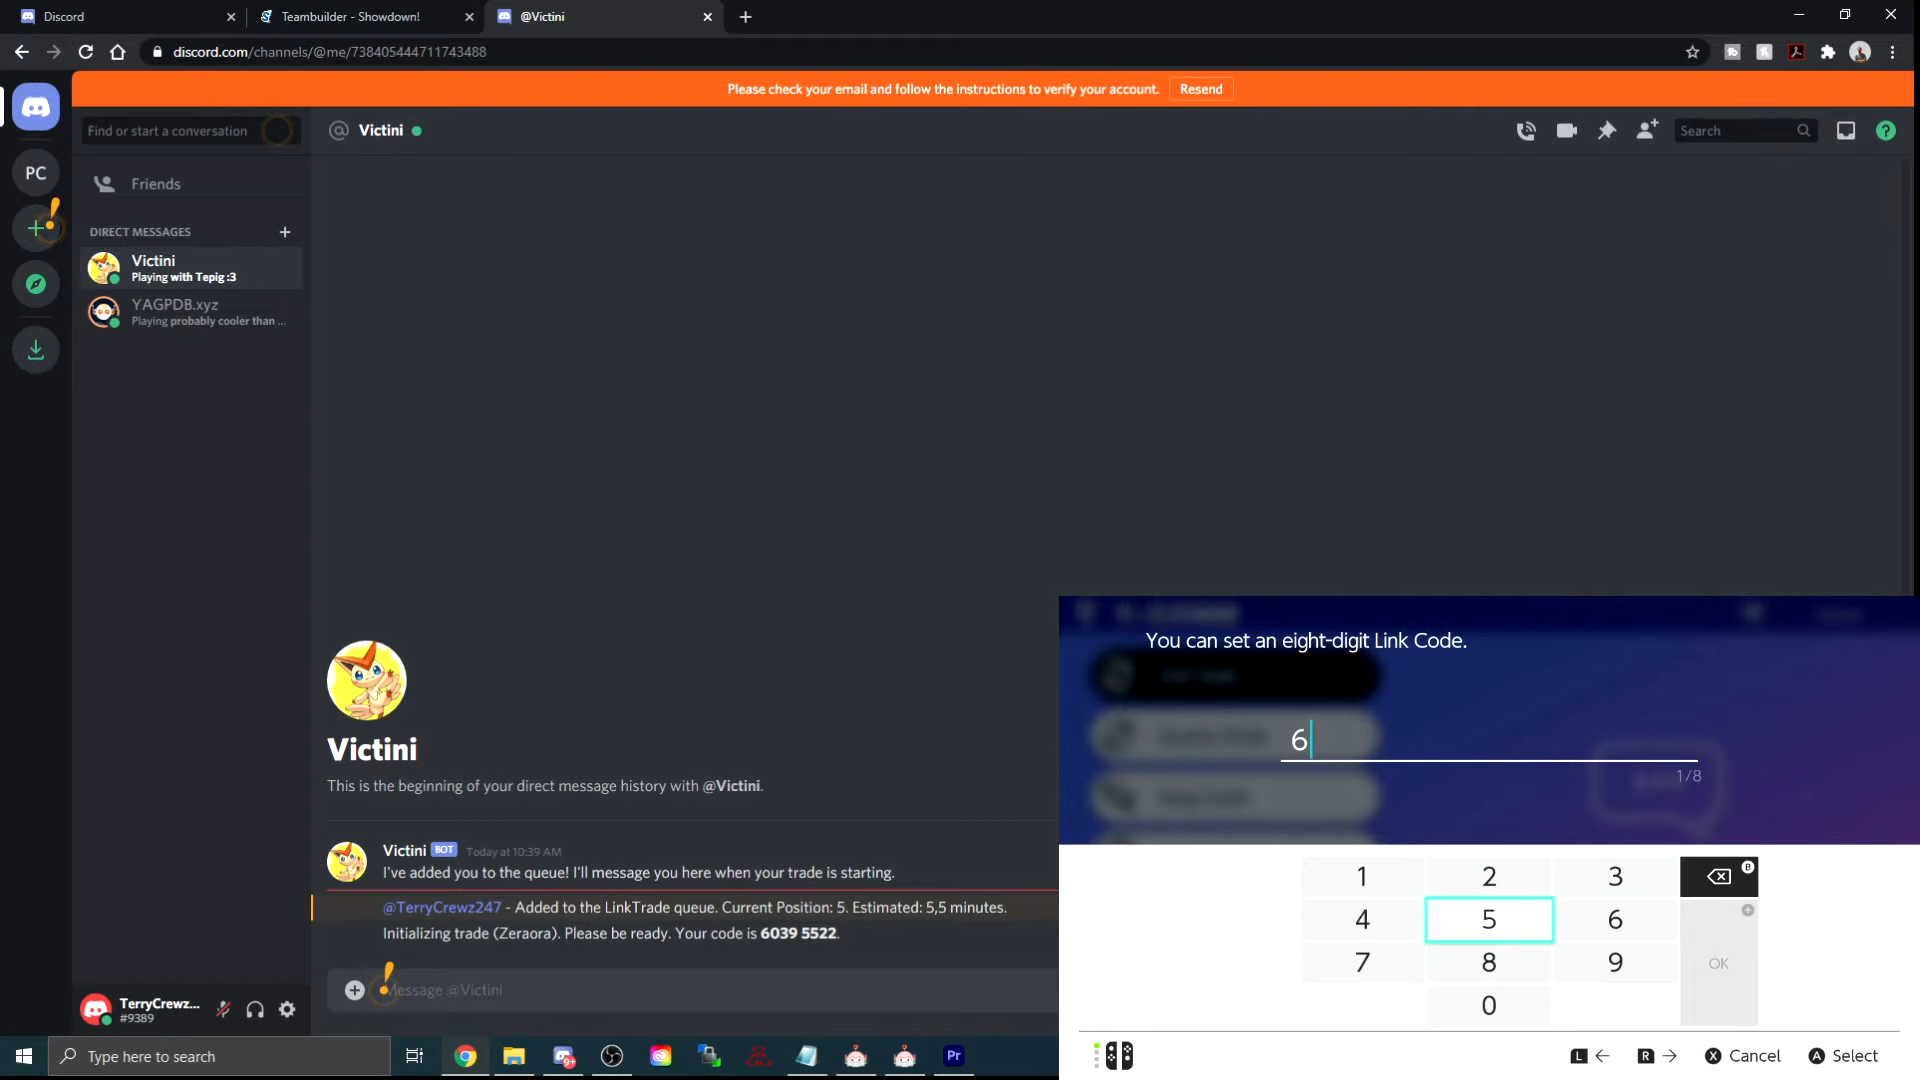 Discord
Teambuilder - Showdown!
@Victini
discord.com/channels/@me/738405444711743488
Please check your email and follow the instructions to verify your account.
Resend
Find or start a conversation
Victini
Search
PC
Friends
DIRECT MESSAGES
Victini
Playing with Tepig :3
YAGPDB.xyz
Playing probably cooler than ...
Victini
This is the beginning of your direct message history with @Victini.
Victini BOT Today at 10:39 AM
I've added you to the queue! I'll message you here when your trade is starting.
@TerryCrewz247 - Added to the LinkTrade queue. Current Position: 5. Estimated: 5,5 minutes.
Initializing trade (Zeraora). Please be ready. Your code is 6039 5522.
Message @Victini
TerryCrewz...
#9389
You can set an eight-digit Link Code.
6
1/8
1 2 3
4 5 6
7 8 9
0
B
OK
L ← R → X Cancel A Select
Type here to search
9+
Pr